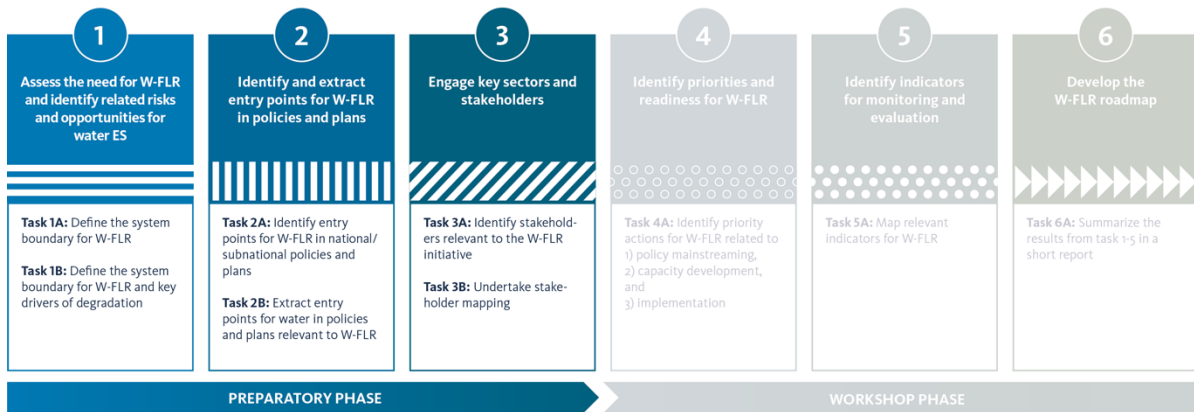 1
Assess the need for W-FLR
and identify related risks
and opportunities for
water ES
Task 1A: Define the system
boundary for W-FLR
Task 1B: Define the system
boundary for W-FLR and key
drivers of degradation
2
Identify and extract
entry points for W-FLR
in policies and plans
Task 2A: Identify entry
points for W-FLR in national/
subnational policies and
plans
Task 2B: Extract entry
points for water in policies
and plans relevant to W-FLR
3
Engage key sectors and
stakeholders
Task 3A: Identify stakehold-
ers relevant to the W-FLR
initiative
Task 3B: Undertake stake-
holder mapping
4
Identify priorities and
readiness for W-FLR
Task 4A: Identify priority
actions for W-FLR related to
1) policy mainstreaming,
2) capacity development,
and
3) implementation
5
Identify indicators
for monitoring and
evaluation
Task 5A: Map relevant
indicators for W-FLR
6
Develop the
W-FLR roadmap
Task 6A: Summarize the
results from task 1-5 in a
short report
PREPARATORY PHASE
WORKSHOP PHASE